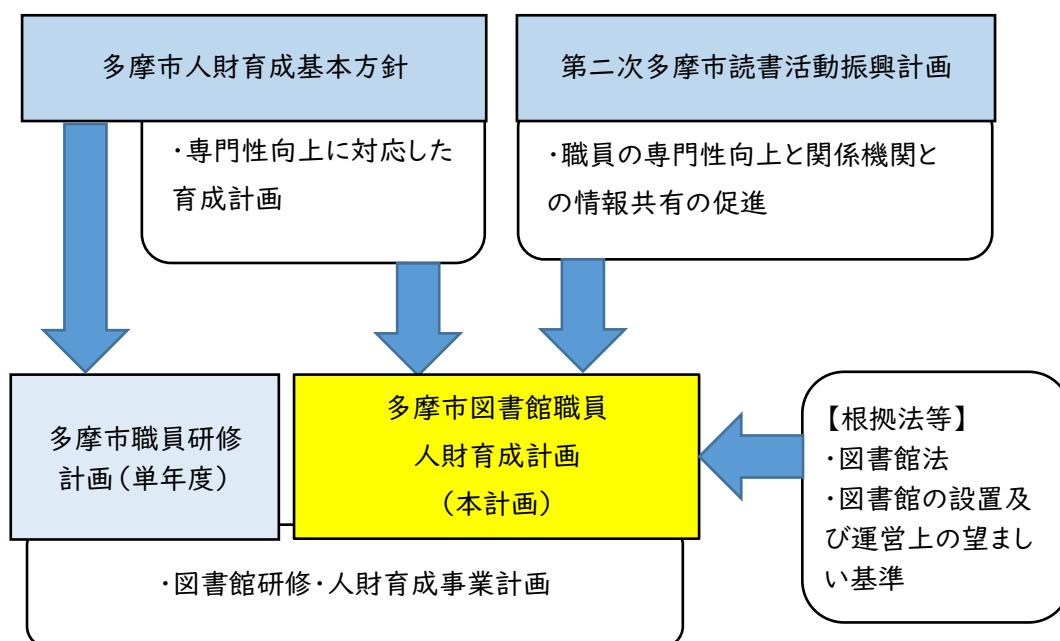 多摩市人財育成基本方針
第二次多摩市読書活動振興計画
・専門性向上に対応した
育成計画
・職員の専門性向上と関係機関と
の情報共有の促進
多摩市職員研修
計画（単年度）
多摩市図書館職員
人財育成計画
（本計画）
【根拠法等】
・図書館法
・図書館の設置及
び運営上の望まし
い基準
・図書館研修・人財育成事業計画